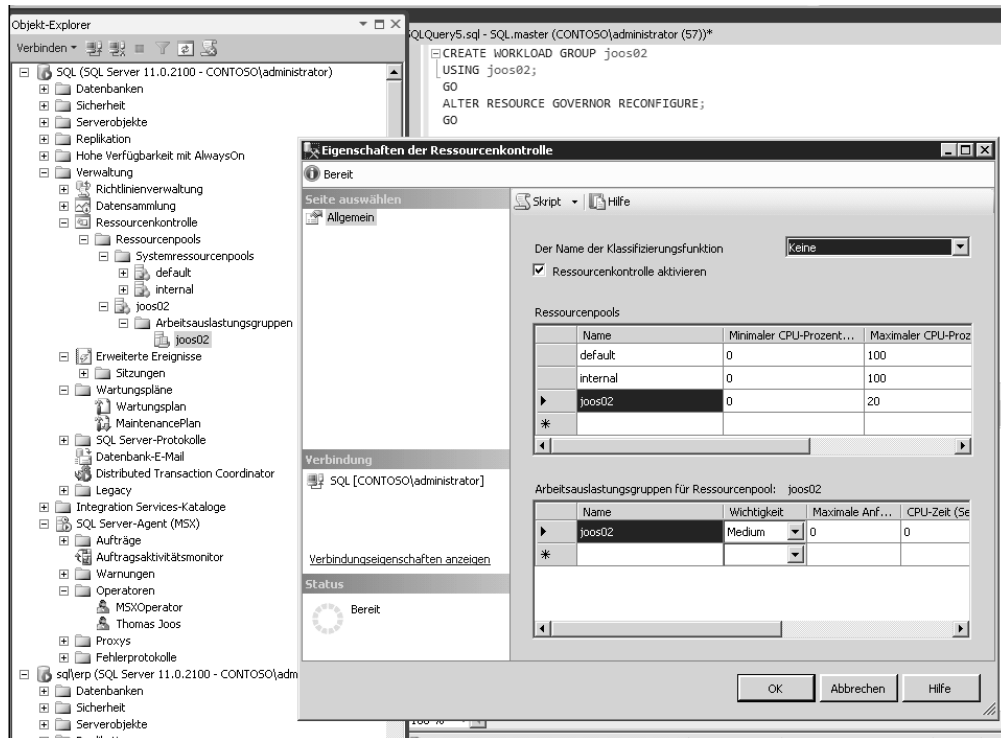 Objekt-Explorer
Verbinden
SQL (SQL Server 11.0.2100 - CONTOSO\administrator)
Datenbanken
Sicherheit
Serverobjekte
Replikation
Hohe Verfügbarkeit mit AlwaysOn
Verwaltung
Richtlinienverwaltung
Datensammlung
Ressourcenkontrolle
Ressourcenpools
Systemressourcenpools
default
internal
joos02
Arbeitsauslastungsgruppen
joos02
Erweiterte Ereignisse
Sitzungen
Wartungspläne
Wartungsplan
MaintenancePlan
SQL Server-Protokolle
Datenbank-E-Mail
Distributed Transaction Coordinator
Legacy
Integration Services-Kataloge
SQL Server-Agent (MSX)
Aufträge
Auftragsaktivitätsmonitor
Warnungen
Operatoren
MSXOperator
Thomas Joos
Proxys
Fehlerprotokolle
sql\erp (SQL Server 11.0.2100 - CONTOSO\adm
Datenbanken
Sicherheit
Serverobjekte
SQLQuery5.sql - SQL.master (CONTOSO\administrator (57))*
CREATE WORKLOAD GROUP joos02
USING joos02;
GO
ALTER RESOURCE GOVERNOR RECONFIGURE;
GO
Eigenschaften der Ressourcenkontrolle
Bereit
Seite auswählen
Allgemein
Verbindung
SQL [CONTOSO\administrator]
Verbindungseigenschaften anzeigen
Status
Bereit
Skript Hilfe
Der Name der Klassifizierungsfunktion Keine
Ressourcenkontrolle aktivieren
Ressourcenpools
Name Minimaler CPU-Prozent... Maximaler CPU-Proz
default 0 100
internal 0 100
joos02 0 20
Arbeitsauslastungsgruppen für Ressourcenpool: joos02
Name Wichtigkeit Maximale Anf... CPU-Zeit (Se
joos02 Medium 0 0
OK Abbrechen Hilfe